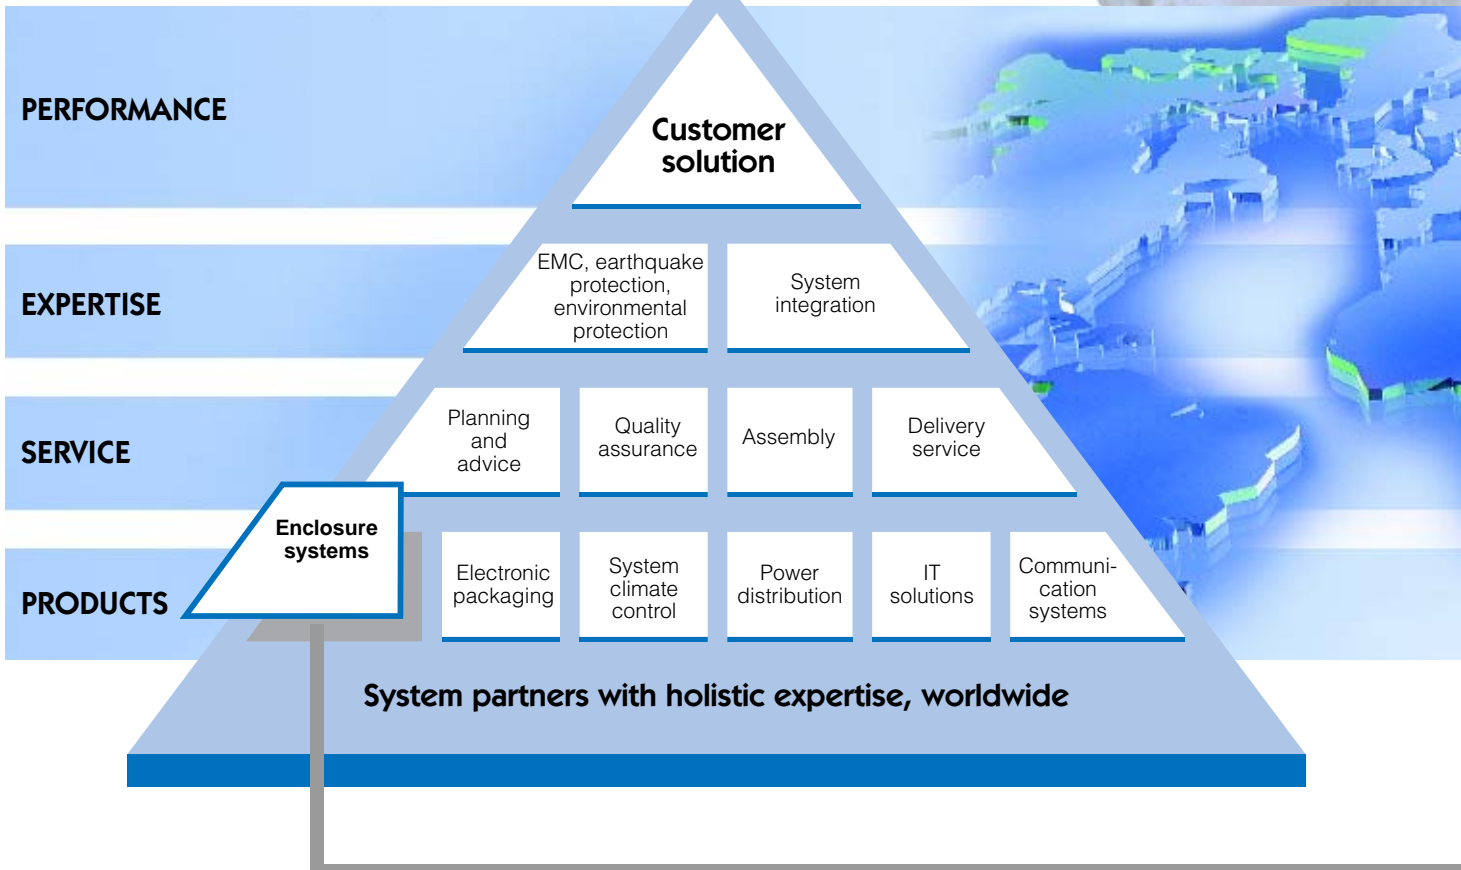 PERFORMANCE
Customer
solution
EXPERTISE
EMC, earthquake
protection,
environmental
protection
System
integration
SERVICE
Planning
and
advice
Quality
assurance
Assembly
Delivery
service
PRODUCTS
Enclosure
systems
Electronic
packaging
System
climate
control
Power
distribution
IT
solutions
Communi-
cation
systems
System partners with holistic expertise, worldwide